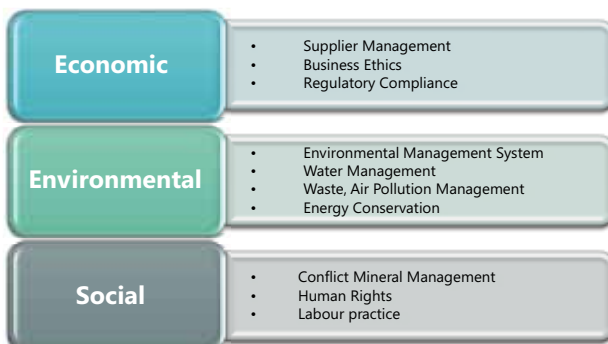 Economic
• Supplier Management
• Business Ethics
• Regulatory Compliance
Environmental
• Environmental Management System
• Water Management
• Waste, Air Pollution Management
• Energy Conservation
Social
• Conflict Mineral Management
• Human Rights
• Labour practice